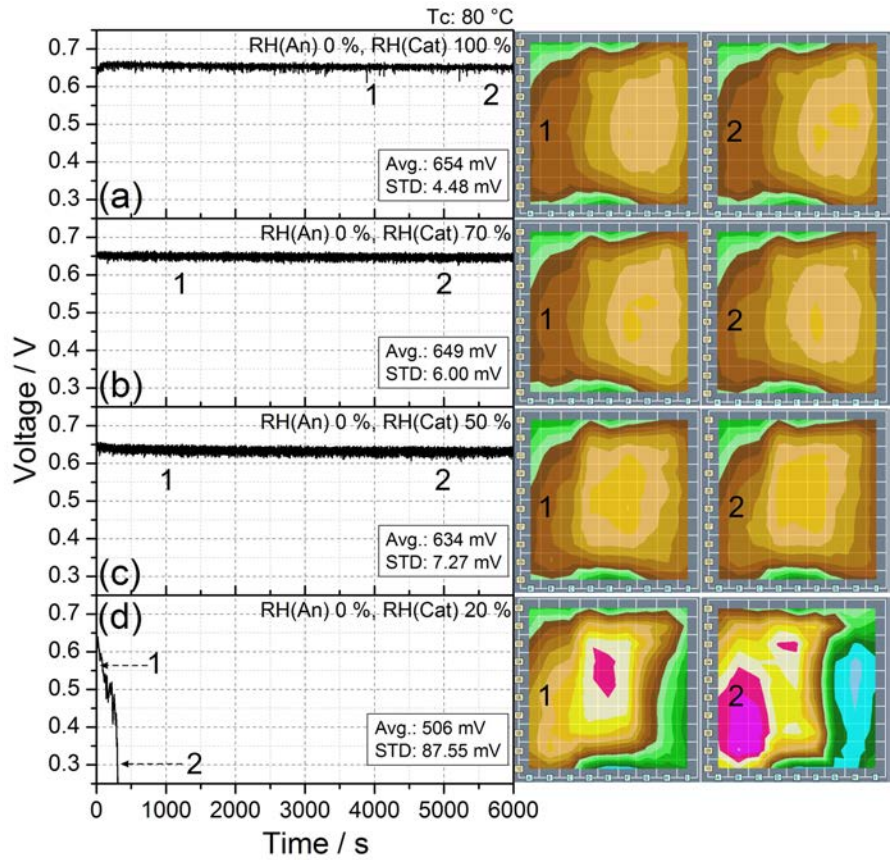 Tc: 80 °C
0.7
0.6
0.5
0.4
0.3
RH(An) 0 %, RH(Cat) 100 %
1
2
Avg.: 654 mV
STD: 4.48 mV
(a)
1
2
0.7
0.6
0.5
0.4
0.3
RH(An) 0 %, RH(Cat) 70 %
1
2
Avg.: 649 mV
STD: 6.00 mV
(b)
1
2
Voltage / V
0.7
0.6
0.5
0.4
0.3
RH(An) 0 %, RH(Cat) 50 %
1
2
Avg.: 634 mV
STD: 7.27 mV
(c)
1
2
0.7
0.6
0.5
0.4
0.3
(d)
RH(An) 0 %, RH(Cat) 20 %
1
2
Avg.: 506 mV
STD: 87.55 mV
1
2
0 1000 2000 3000 4000 5000 6000
Time / s